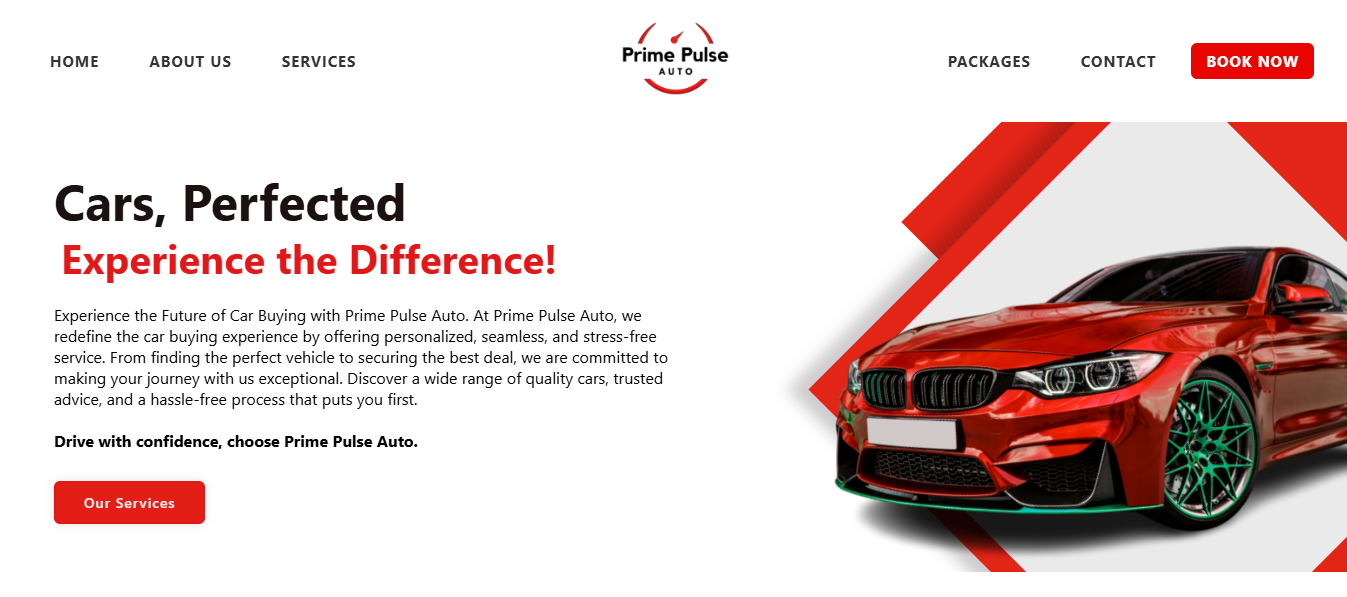 HOME
ABOUT US
SERVICES
Prime Pulse
AUTO
PACKAGES
CONTACT
BOOK NOW
Cars, Perfected
Experience the Difference!
Experience the Future of Car Buying with Prime Pulse Auto. At Prime Pulse Auto, we
redefine the car buying experience by offering personalized, seamless, and stress-free
service. From finding the perfect vehicle to securing the best deal, we are committed to
making your journey with us exceptional. Discover a wide range of quality cars, trusted
advice, and a hassle-free process that puts you first.
Drive with confidence, choose Prime Pulse Auto.
Our Services